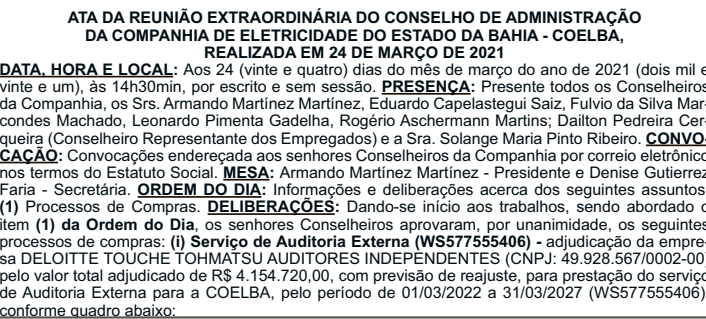 ATA DA REUNIÃO EXTRAORDINÁRIA DO CONSELHO DE ADMINISTRAÇÃO
DA COMPANHIA DE ELETRICIDADE DO ESTADO DA BAHIA - COELBA,
REALIZADA EM 24 DE MARÇO DE 2021
DATA, HORA E LOCAL: Aos 24 (vinte e quatro) dias do mês de março do ano de 2021 (dois mil e
vinte e um), às 14h30min, por escrito e sem sessão. PRESENÇA: Presente todos os Conselheiros
da Companhia, os Srs. Armando Martínez Martínez, Eduardo Capelastegui Saiz, Fulvio da Silva Mar-
condes Machado, Leonardo Pimenta Gadelha, Rogério Aschermann Martins; Dailton Pedreira Cer-
queira (Conselheiro Representante dos Empregados) e a Sra. Solange Maria Pinto Ribeiro. CONVO-
CAÇÃO: Convocações endereçada aos senhores Conselheiros da Companhia por correio eletrônico
nos termos do Estatuto Social. MESA: Armando Martínez Martínez - Presidente e Denise Gutierrez
Faria - Secretária. ORDEM DO DIA: Informações e deliberações acerca dos seguintes assuntos
(1) Processos de Compras. DELIBERAÇÕES: Dando-se início aos trabalhos, sendo abordado o
item (1) da Ordem do Dia, os senhores Conselheiros aprovaram, por unanimidade, os seguintes
processos de compras: (i) Serviço de Auditoria Externa (WS577555406) - adjudicação da empre-
sa DELOITTE TOUCHE TOHMATSU AUDITORES INDEPENDENTES (CNPJ: 49.928.567/0002-00)
pelo valor total adjudicado de R$ 4.154.720,00, com previsão de reajuste, para prestação do serviço
de Auditoria Externa para a COELBA, pelo período de 01/03/2022 a 31/03/2027 (WS577555406)
conforme quadro abaixo: